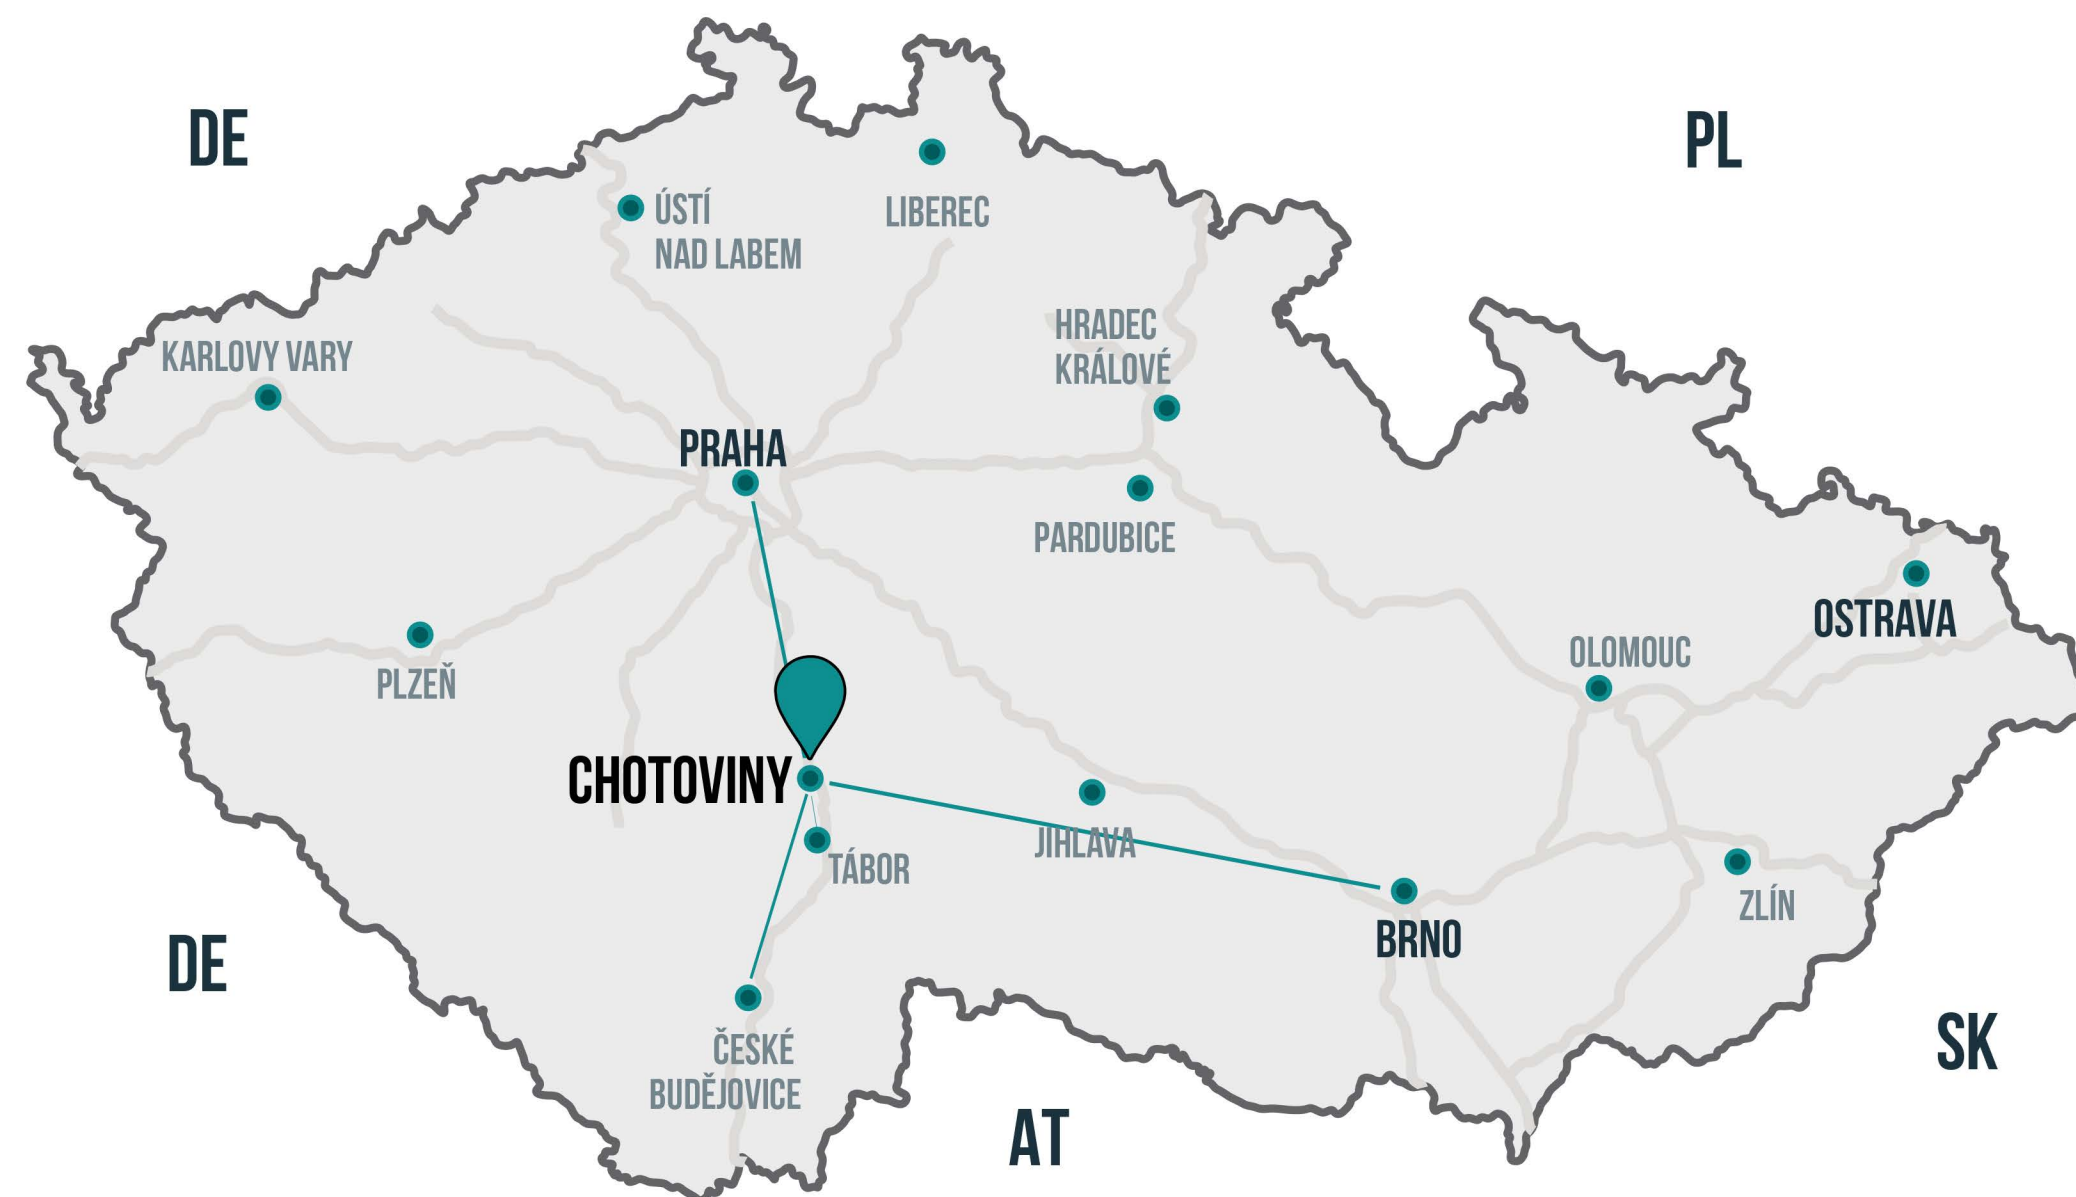 DE
PL
ÚSTÍ
NAD LABEM
LIBEREC
HRADEC
KRÁLOVÉ
KARLOVY VARY
PRAHA
PARDUBICE
OSTRAVA
OLOMOUC
PLZEŇ
CHOTOVINY
JIHLAVA
TÁBOR
ZLÍN
BRNO
DE
ČESKÉ
BUDĚJOVICE
SK
AT